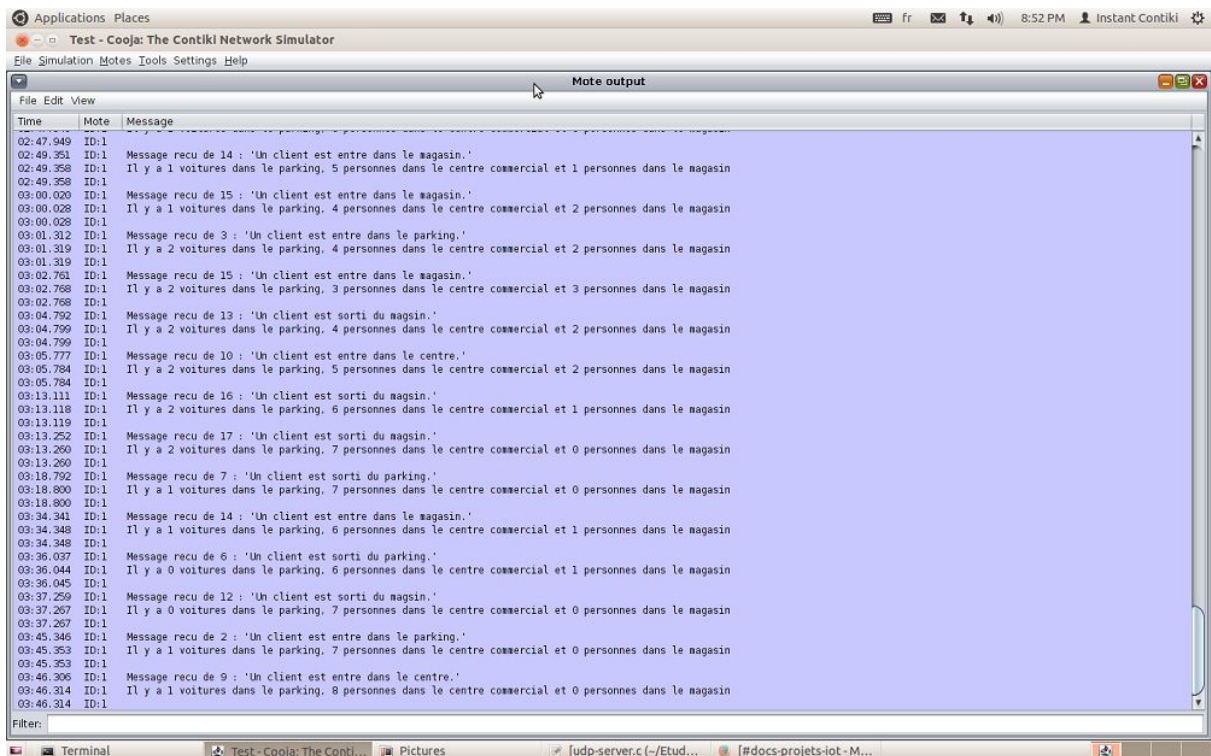 Applications Places fr 8:52 PM Instant Contiki
Test - Cooja: The Contiki Network Simulator
File Simulation Motes Tools Settings Help
Mote output
File Edit View
Time Mote Message
02:47.949 ID:1
02:49.351 ID:1 Message recu de 14 : 'Un client est entre dans le magasin.'
02:49.358 ID:1 Il y a 1 voitures dans le parking, 5 personnes dans le centre commercial et 1 personnes dans le magasin
02:49.358 ID:1
03:00.020 ID:1 Message recu de 15 : 'Un client est entre dans le magasin.'
03:00.028 ID:1 Il y a 1 voitures dans le parking, 4 personnes dans le centre commercial et 2 personnes dans le magasin
03:00.028 ID:1
03:01.312 ID:1 Message recu de 3 : 'Un client est entre dans le parking.'
03:01.319 ID:1 Il y a 2 voitures dans le parking, 4 personnes dans le centre commercial et 2 personnes dans le magasin
03:01.319 ID:1
03:02.761 ID:1 Message recu de 15 : 'Un client est entre dans le magasin.'
03:02.768 ID:1 Il y a 2 voitures dans le parking, 3 personnes dans le centre commercial et 3 personnes dans le magasin
03:02.768 ID:1
03:04.792 ID:1 Message recu de 13 : 'Un client est sorti du magsin.'
03:04.799 ID:1 Il y a 2 voitures dans le parking, 4 personnes dans le centre commercial et 2 personnes dans le magasin
03:04.799 ID:1
03:05.777 ID:1 Message recu de 10 : 'Un client est entre dans le centre.'
03:05.784 ID:1 Il y a 2 voitures dans le parking, 5 personnes dans le centre commercial et 2 personnes dans le magasin
03:05.784 ID:1
03:13.111 ID:1 Message recu de 16 : 'Un client est sorti du magsin.'
03:13.118 ID:1 Il y a 2 voitures dans le parking, 6 personnes dans le centre commercial et 1 personnes dans le magasin
03:13.119 ID:1
03:13.252 ID:1 Message recu de 17 : 'Un client est sorti du magsin.'
03:13.260 ID:1 Il y a 2 voitures dans le parking, 7 personnes dans le centre commercial et 0 personnes dans le magasin
03:13.260 ID:1
03:18.792 ID:1 Message recu de 7 : 'Un client est sorti du parking.'
03:18.800 ID:1 Il y a 1 voitures dans le parking, 7 personnes dans le centre commercial et 0 personnes dans le magasin
03:18.800 ID:1
03:34.341 ID:1 Message recu de 14 : 'Un client est entre dans le magasin.'
03:34.348 ID:1 Il y a 1 voitures dans le parking, 6 personnes dans le centre commercial et 1 personnes dans le magasin
03:34.348 ID:1
03:36.037 ID:1 Message recu de 6 : 'Un client est sorti du parking.'
03:36.044 ID:1 Il y a 0 voitures dans le parking, 6 personnes dans le centre commercial et 1 personnes dans le magasin
03:36.045 ID:1
03:37.259 ID:1 Message recu de 12 : 'Un client est sorti du magsin.'
03:37.267 ID:1 Il y a 0 voitures dans le parking, 7 personnes dans le centre commercial et 0 personnes dans le magasin
03:37.267 ID:1
03:45.346 ID:1 Message recu de 2 : 'Un client est entre dans le parking.'
03:45.353 ID:1 Il y a 1 voitures dans le parking, 7 personnes dans le centre commercial et 0 personnes dans le magasin
03:45.353 ID:1
03:46.306 ID:1 Message recu de 9 : 'Un client est entre dans le centre.'
03:46.314 ID:1 Il y a 1 voitures dans le parking, 8 personnes dans le centre commercial et 0 personnes dans le magasin
03:46.314 ID:1
Filter:
Terminal Test - Cooja: The Conti... Pictures [udp-server.c (~/Etud... [#docs-projets-iot - M...